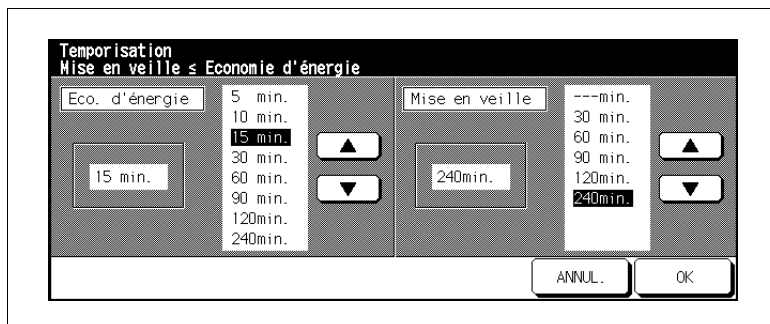 Temporisation
Mise en veille ≤ Economie d'énergie
Eco. d'énergie
15 min.
5 min.
10 min.
15 min.
30 min.
60 min.
90 min.
120min.
240min.
Mise en veille
240min.
---min.
30 min.
60 min.
90 min.
120min.
240min.
ANNUL.
OK